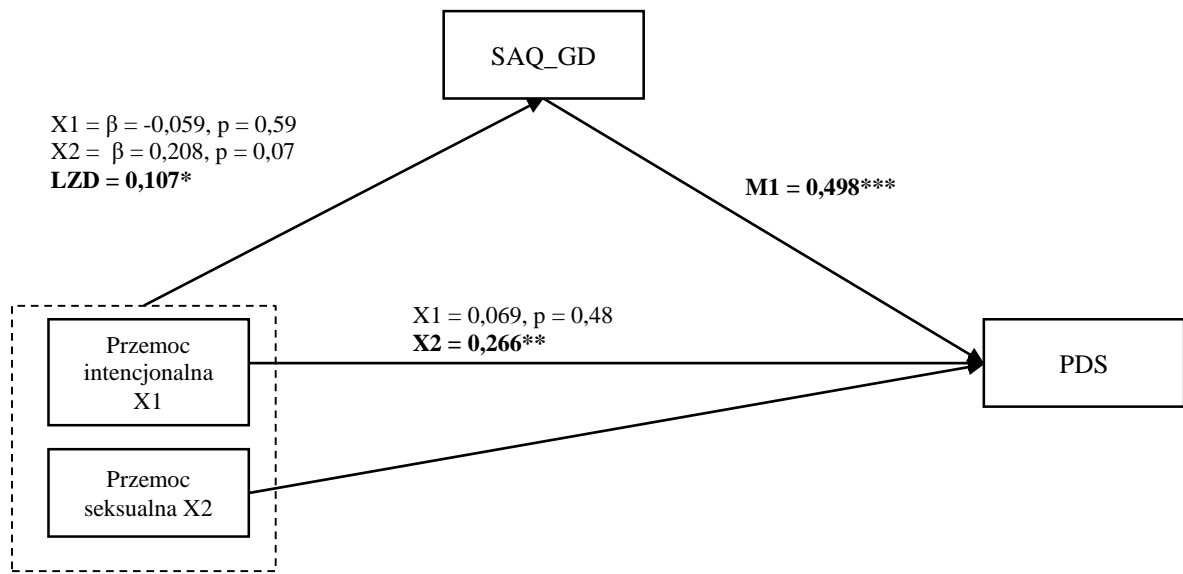 SAQ_GD
X1 = β = -0,059, p = 0,59
X2 = β = 0,208, p = 0,07
LZD = 0,107*
M1 = 0,498***
X1 = 0,069, p = 0,48
X2 = 0,266**
Przemoc
intencjonalna
X1
PDS
Przemoc
seksualna X2